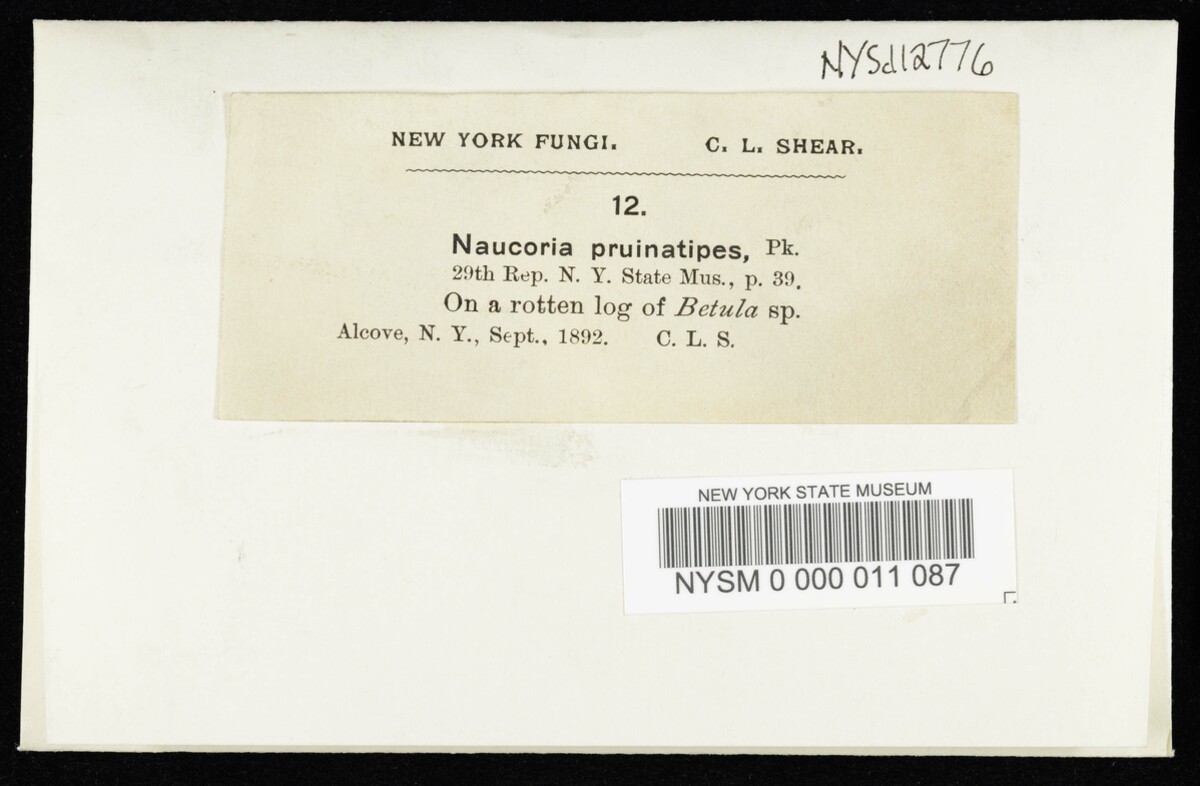 NYSd12776
NEW YORK FUNGI. C. L. SHEAR.
12.
Naucoria pruinatipes, Pk.
29th Rep. N. Y. State Mus., p. 39.
On a rotten log of Betula sp.
Alcove, N. Y., Sept., 1892. C. L. S.
NEW YORK STATE MUSEUM
NYSM 0 000 011 087